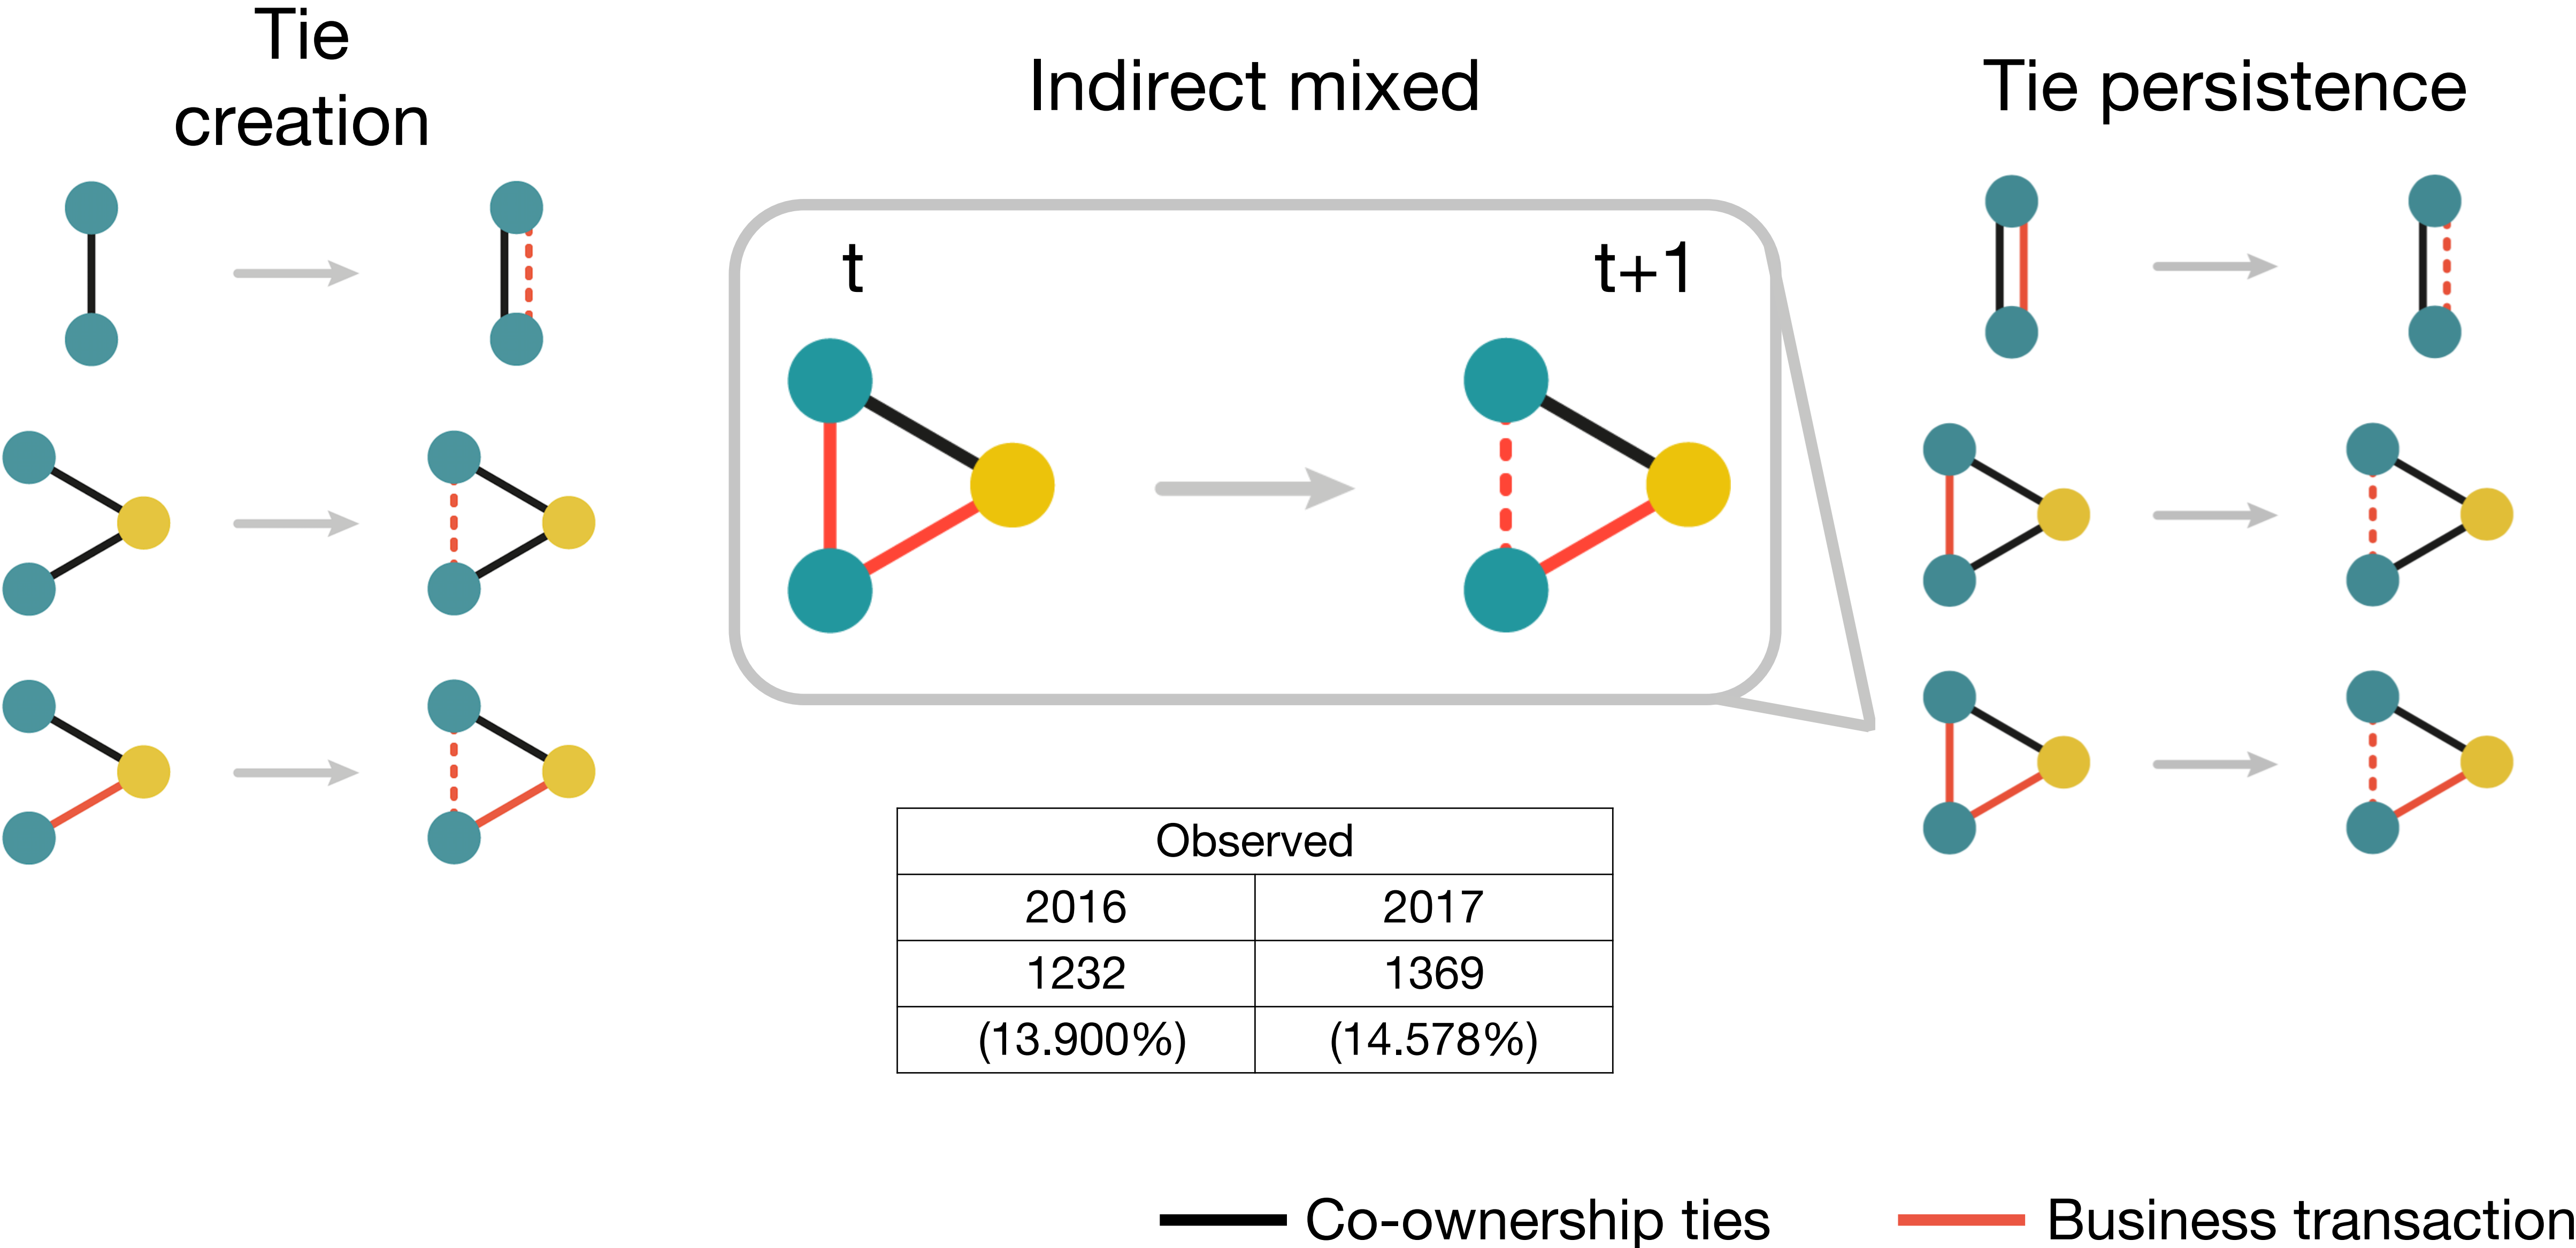 Tie
creation
Indirect mixed
Tie persistence
t
t+1
Observed
2016 2017
1232 1369
(13.900%) (14.578%)
Co-ownership ties
Business transaction